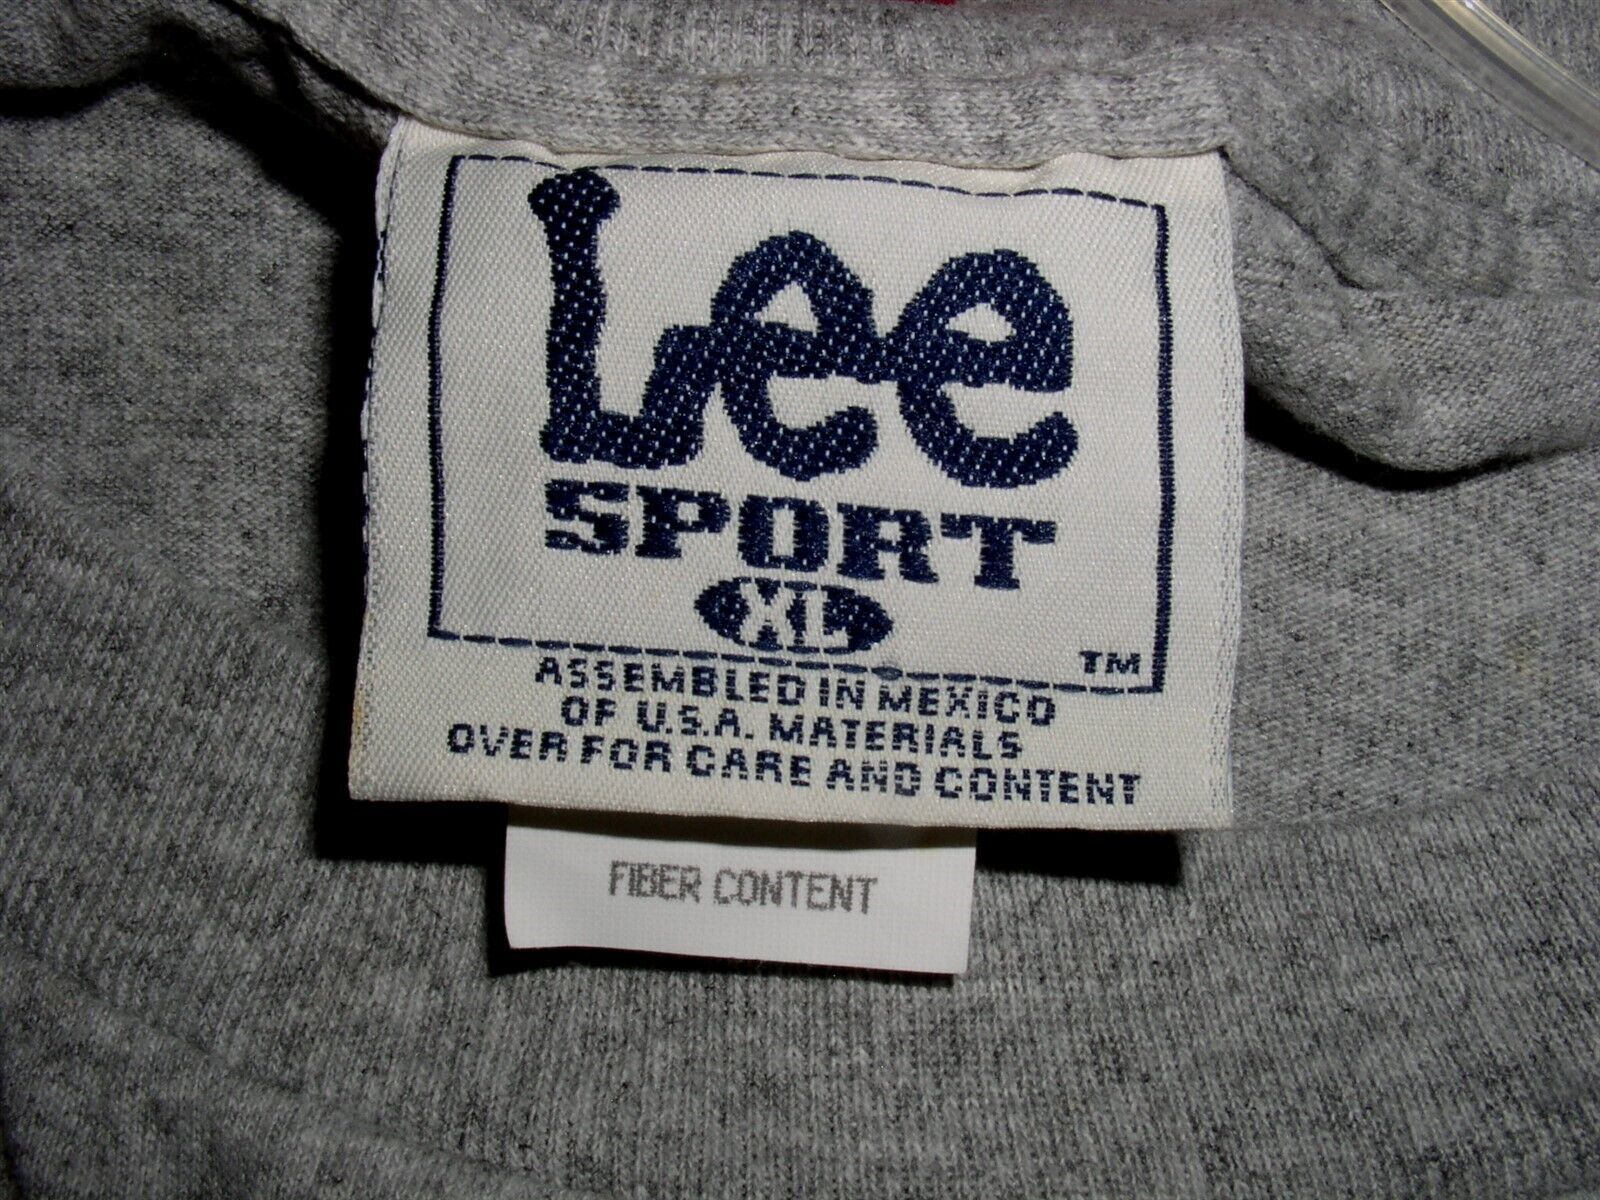 Lee
SPORT
XL
TM
ASSEMBLED IN MEXICO
OF U.S.A. MATERIALS
OVER FOR CARE AND CONTENT
FIBER CONTENT